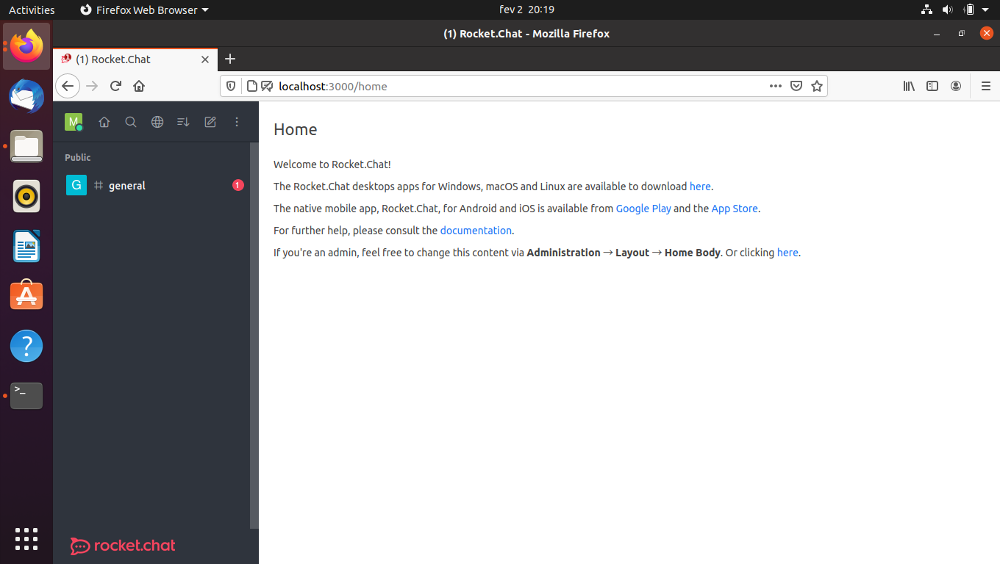 Activities Firefox Web Browser fev 2 20:19
(1) Rocket.Chat - Mozilla Firefox
1 (1) Rocket.Chat
localhost:3000/home
M
Home
Public
Welcome to Rocket.Chat!
G general 1
The Rocket.Chat desktops apps for Windows, macOS and Linux are available to download here.
The native mobile app, Rocket.Chat, for Android and iOS is available from Google Play and the App Store.
For further help, please consult the documentation.
If you're an admin, feel free to change this content via Administration → Layout → Home Body. Or clicking here.
rocket.chat